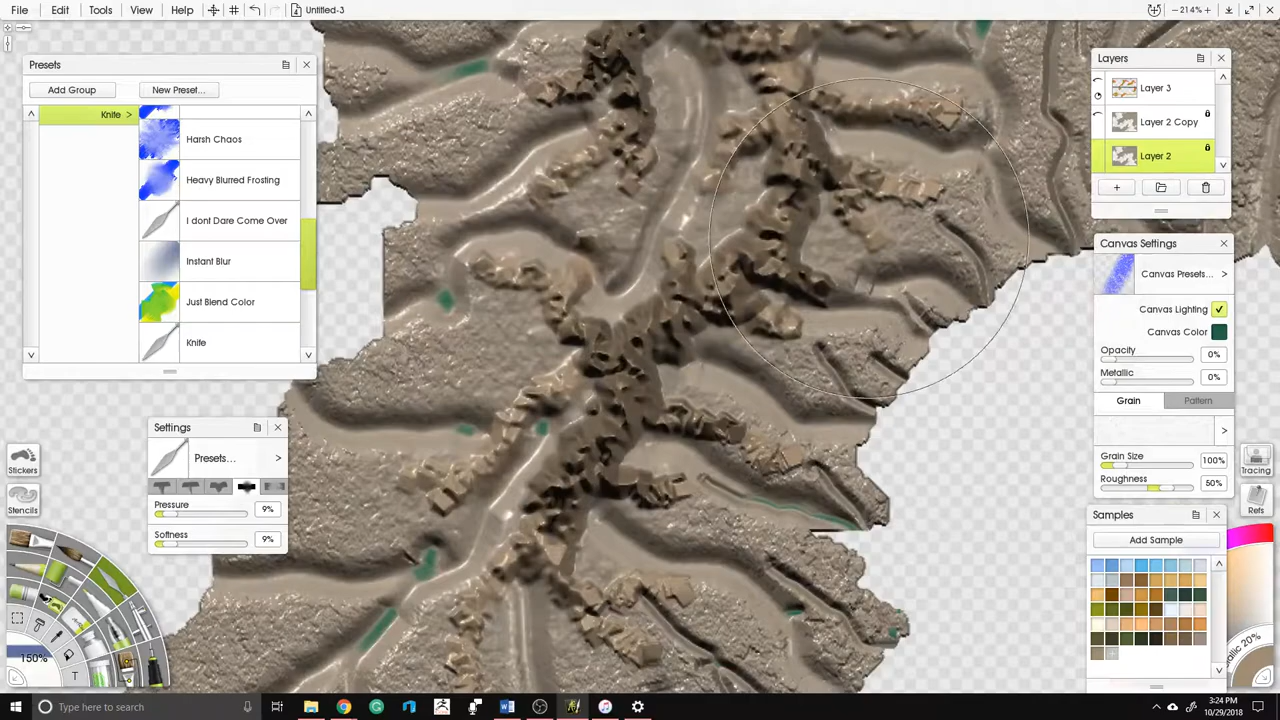 File Edit Tools View Help Untitled-3
− 214% +
Presets
Add Group New Preset...
Knife >
Harsh Chaos
Heavy Blurred Frosting
I dont Dare Come Over
Instant Blur
Just Blend Color
Knife
Settings
Presets... >
Pressure
9%
Softness
9%
Stickers
Stencils
150%
T
Layers
Layer 3
Layer 2 Copy
Layer 2
+
Canvas Settings
Canvas Presets... >
Canvas Lighting
Canvas Color
Opacity
0%
Metallic
0%
Grain Pattern
>
Grain Size
100%
Roughness
50%
Tracing
Refs
Samples
Add Sample
Metallic 20%
Type here to search
3:24 PM
10/29/2018